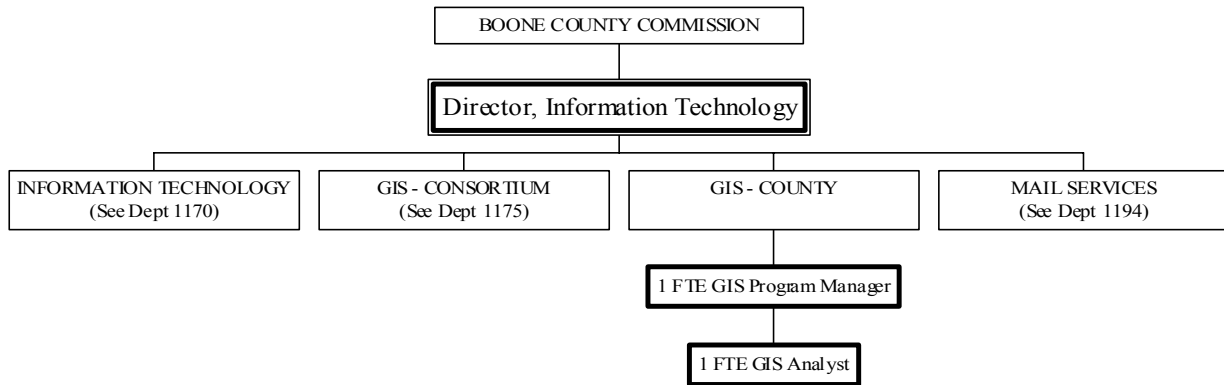 BOONE COUNTY COMMISSION
Director, Information Technology
INFORMATION TECHNOLOGY
(See Dept 1170)
GIS - CONSORTIUM
(See Dept 1175)
GIS - COUNTY
MAIL SERVICES
(See Dept 1194)
1 FTE GIS Program Manager
1 FTE GIS Analyst